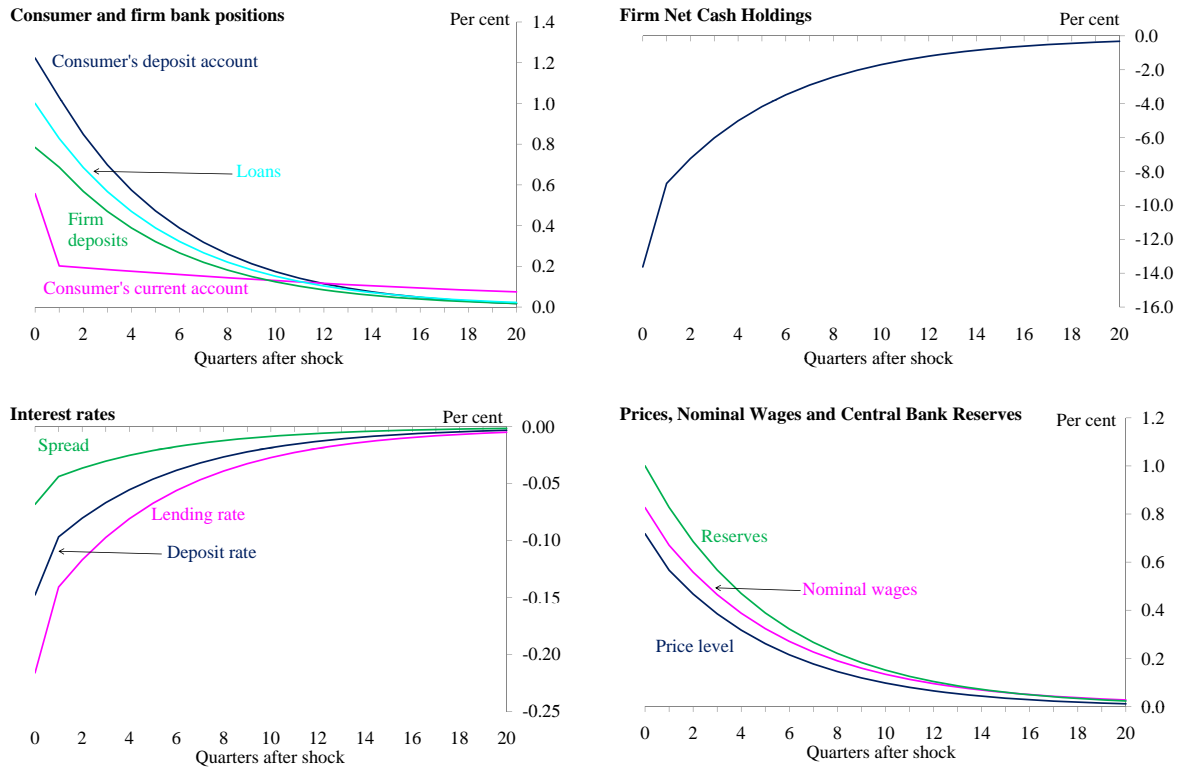 Consumer and firm bank positions
Per cent
1.4
1.2
1.0
0.8
0.6
0.4
0.2
0.0
Consumer's deposit account
Loans
Firm
deposits
Consumer's current account
0 2 4 6 8 10 12 14 16 18 20
Quarters after shock
Firm Net Cash Holdings
Per cent
0.0
-2.0
-4.0
-6.0
-8.0
-10.0
-12.0
-14.0
-16.0
0 2 4 6 8 10 12 14 16 18 20
Quarters after shock
Interest rates
Per cent
0.00
-0.05
-0.10
-0.15
-0.20
-0.25
Spread
Lending rate
Deposit rate
0 2 4 6 8 10 12 14 16 18 20
Quarters after shock
Prices, Nominal Wages and Central Bank Reserves
Per cent
1.2
1.0
0.8
0.6
0.4
0.2
0.0
Reserves
Nominal wages
Price level
0 2 4 6 8 10 12 14 16 18 20
Quarters after shock